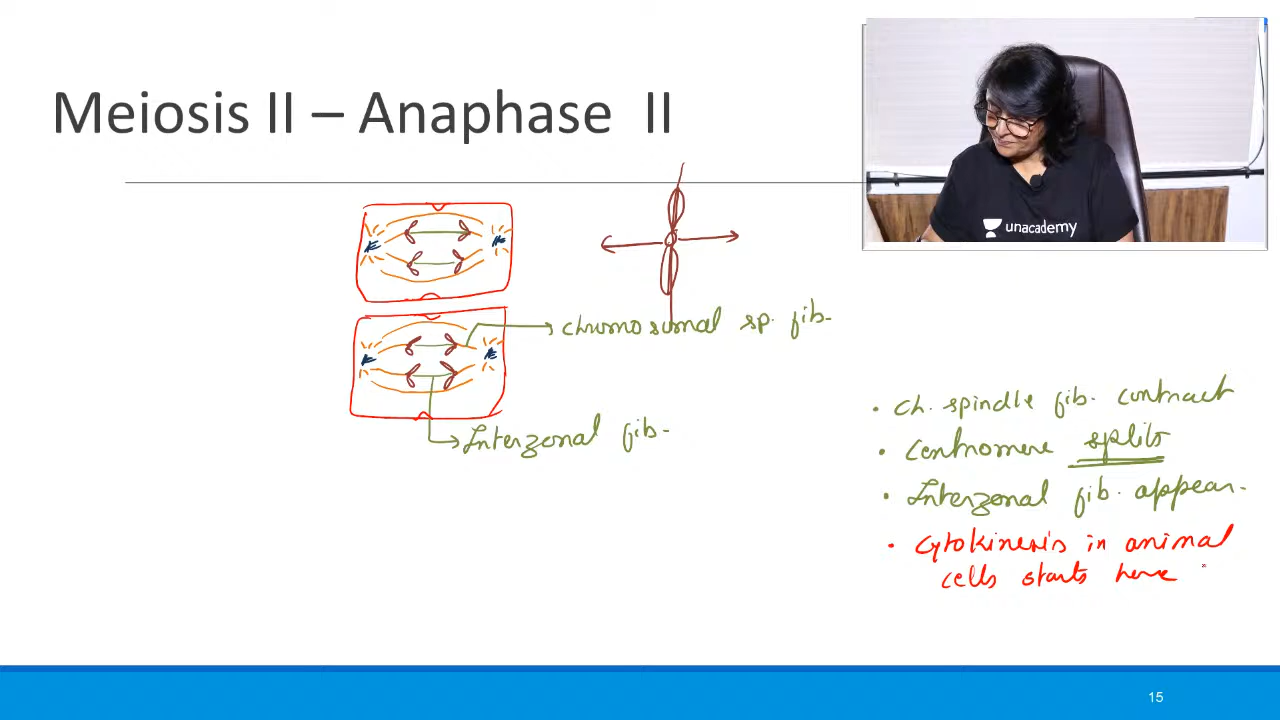 Meiosis II – Anaphase II
unacademy
chromosomal sp. fib.
Interzonal fib.
• Ch. spindle fib. contract
• Centromere splits
• Interzonal fib. appear.
• Cytokinesis in animal
cells starts here
15